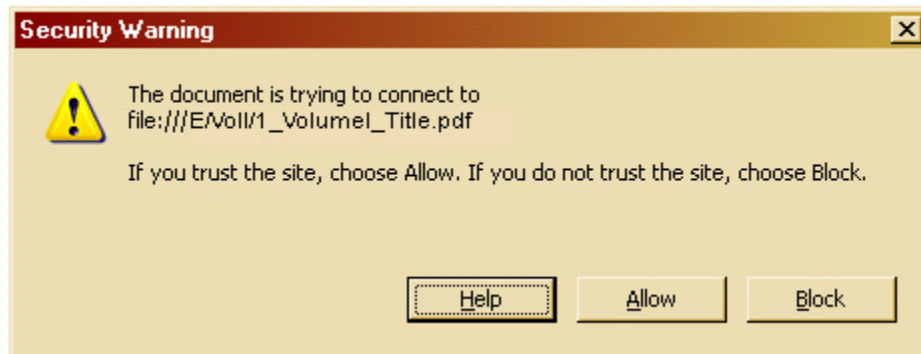 Security Warning
The document is trying to connect to
file:///E/VolI/1_VolumeI_Title.pdf
If you trust the site, choose Allow. If you do not trust the site, choose Block.
Help Allow Block